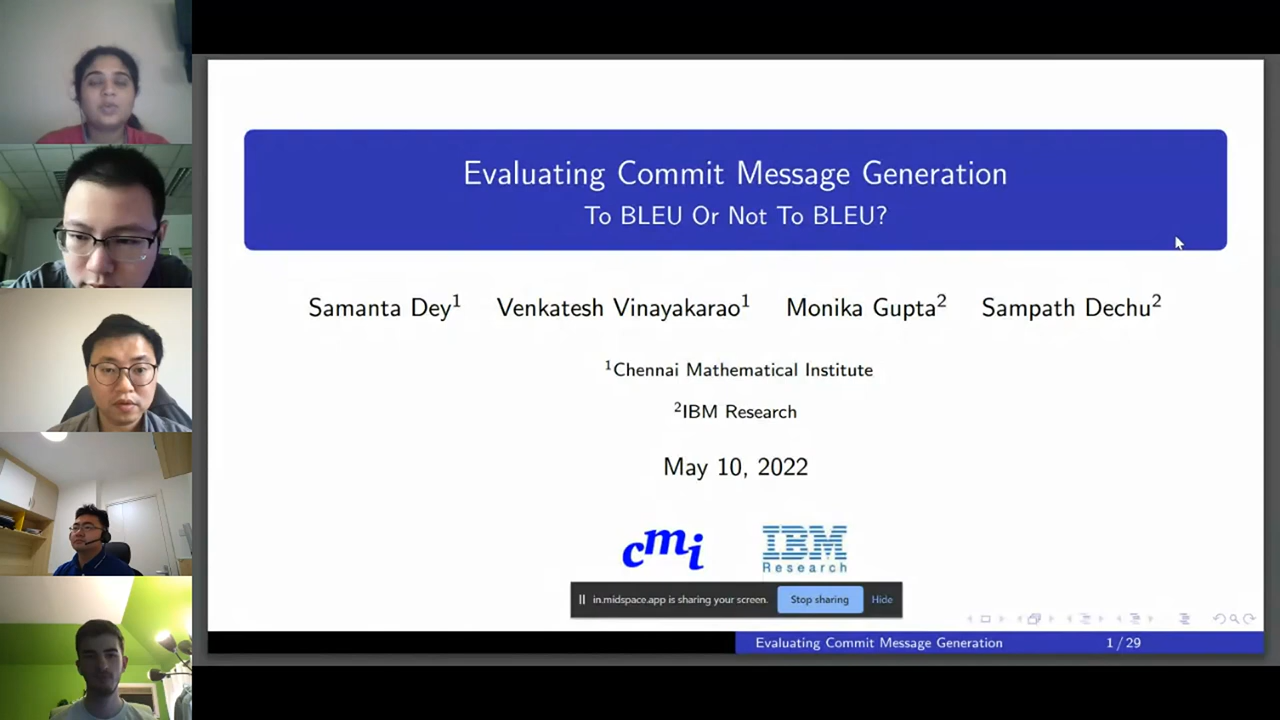 Evaluating Commit Message Generation
To BLEU Or Not To BLEU?
Samanta Dey¹ Venkatesh Vinayakarao¹ Monika Gupta² Sampath Dechu²
¹Chennai Mathematical Institute
²IBM Research
May 10, 2022
cmi IBM Research
in.midspace.app is sharing your screen. Stop sharing Hide
Evaluating Commit Message Generation 1 / 29